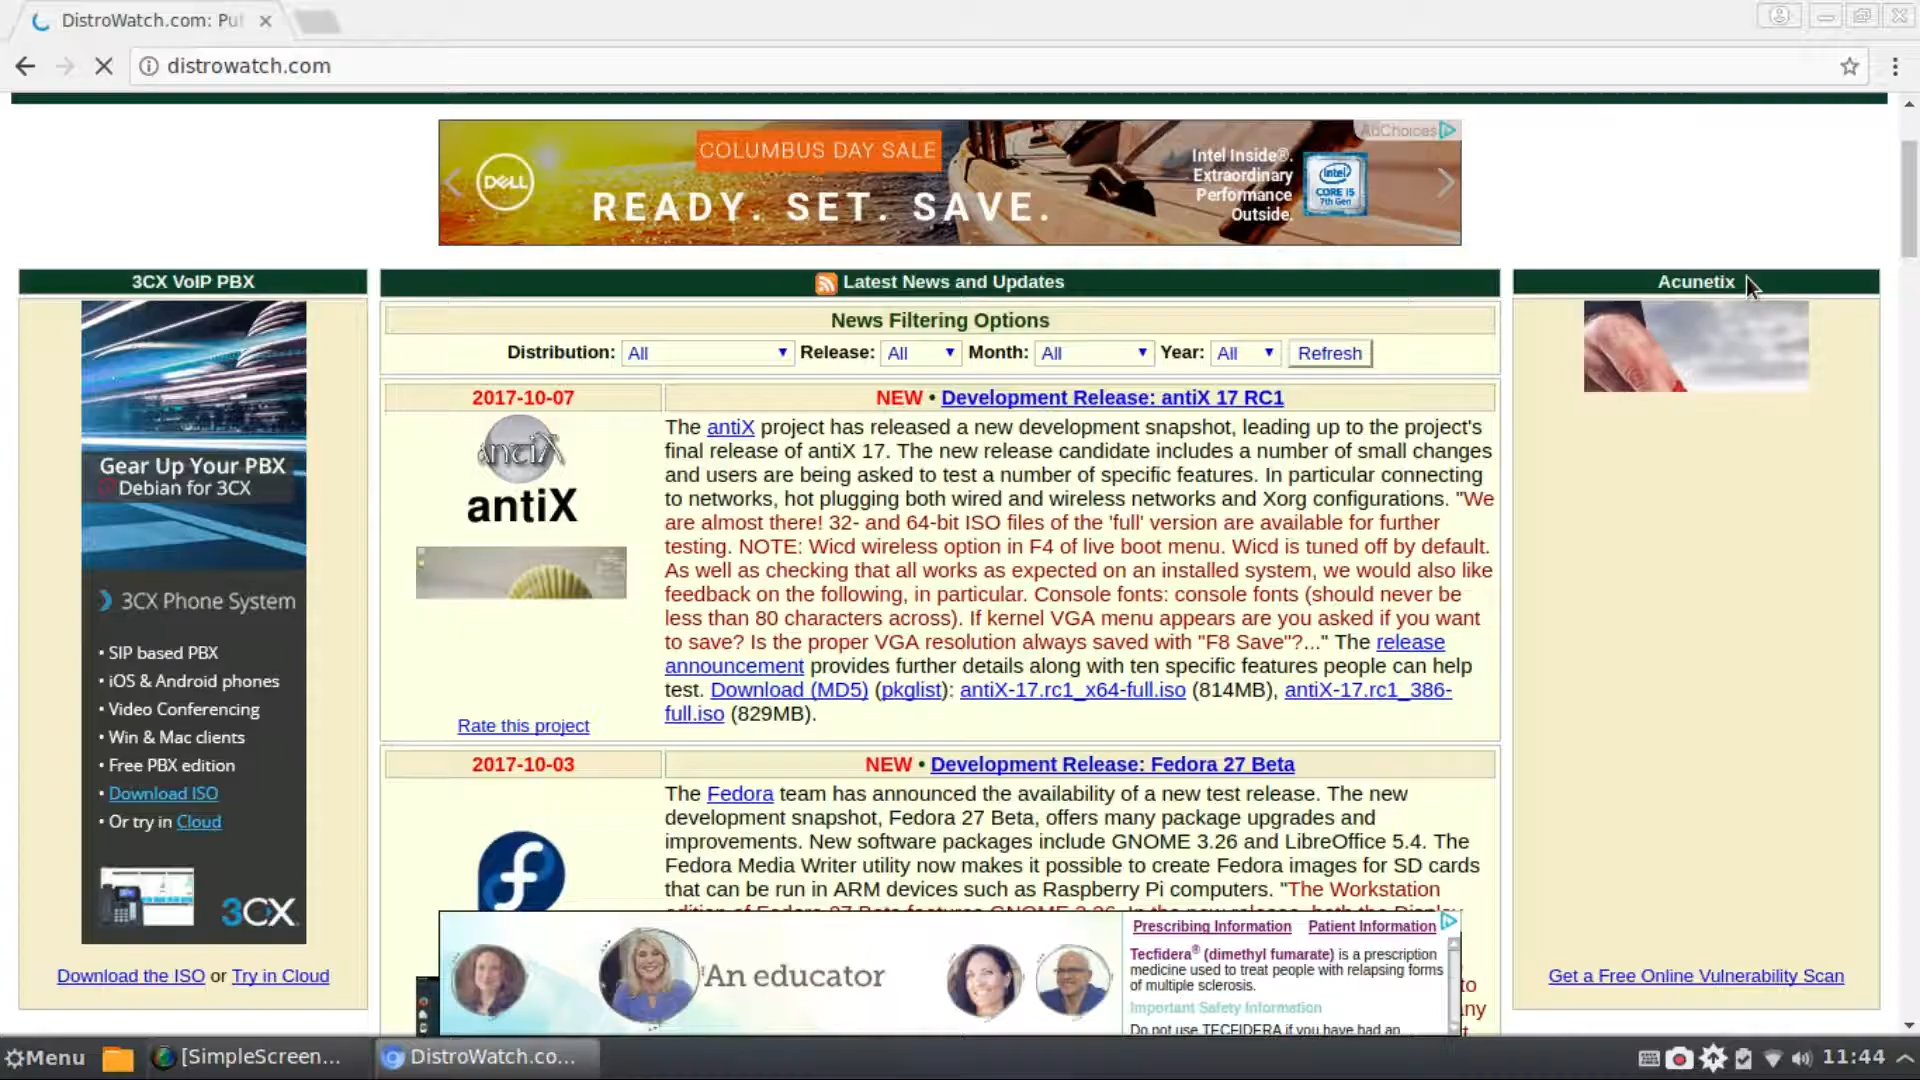 DistroWatch.com: Pu
distrowatch.com
AdChoices
COLUMBUS DAY SALE
DELL
READY. SET. SAVE.
Intel Inside®.
Extraordinary
Performance
Outside.
intel
CORE i5
7th Gen
3CX VoIP PBX
Gear Up Your PBX
Debian for 3CX
3CX Phone System
• SIP based PBX
• iOS & Android phones
• Video Conferencing
• Win & Mac clients
• Free PBX edition
• Download ISO
• Or try in Cloud
3CX
Download the ISO or Try in Cloud
Latest News and Updates
News Filtering Options
Distribution: All Release: All Month: All Year: All Refresh
2017-10-07
NEW • Development Release: antiX 17 RC1
antiX
antiX
Rate this project
The antiX project has released a new development snapshot, leading up to the project's
final release of antiX 17. The new release candidate includes a number of small changes
and users are being asked to test a number of specific features. In particular connecting
to networks, hot plugging both wired and wireless networks and Xorg configurations. "We
are almost there! 32- and 64-bit ISO files of the 'full' version are available for further
testing. NOTE: Wicd wireless option in F4 of live boot menu. Wicd is tuned off by default.
As well as checking that all works as expected on an installed system, we would also like
feedback on the following, in particular. Console fonts: console fonts (should never be
less than 80 characters across). If kernel VGA menu appears are you asked if you want
to save? Is the proper VGA resolution always saved with "F8 Save"?..." The release
announcement provides further details along with ten specific features people can help
test. Download (MD5) (pkglist): antiX-17.rc1_x64-full.iso (814MB), antiX-17.rc1_386-
full.iso (829MB).
2017-10-03
NEW • Development Release: Fedora 27 Beta
The Fedora team has announced the availability of a new test release. The new
development snapshot, Fedora 27 Beta, offers many package upgrades and
improvements. New software packages include GNOME 3.26 and LibreOffice 5.4. The
Fedora Media Writer utility now makes it possible to create Fedora images for SD cards
that can be run in ARM devices such as Raspberry Pi computers. "The Workstation
to
ny
An educator
Prescribing Information Patient Information
Tecfidera® (dimethyl fumarate) is a prescription
medicine used to treat people with relapsing forms
of multiple sclerosis.
Important Safety Information
Do not use TECFIDERA if you have had an
Acunetix
Get a Free Online Vulnerability Scan
Menu
[SimpleScreen...
DistroWatch.co...
11:44